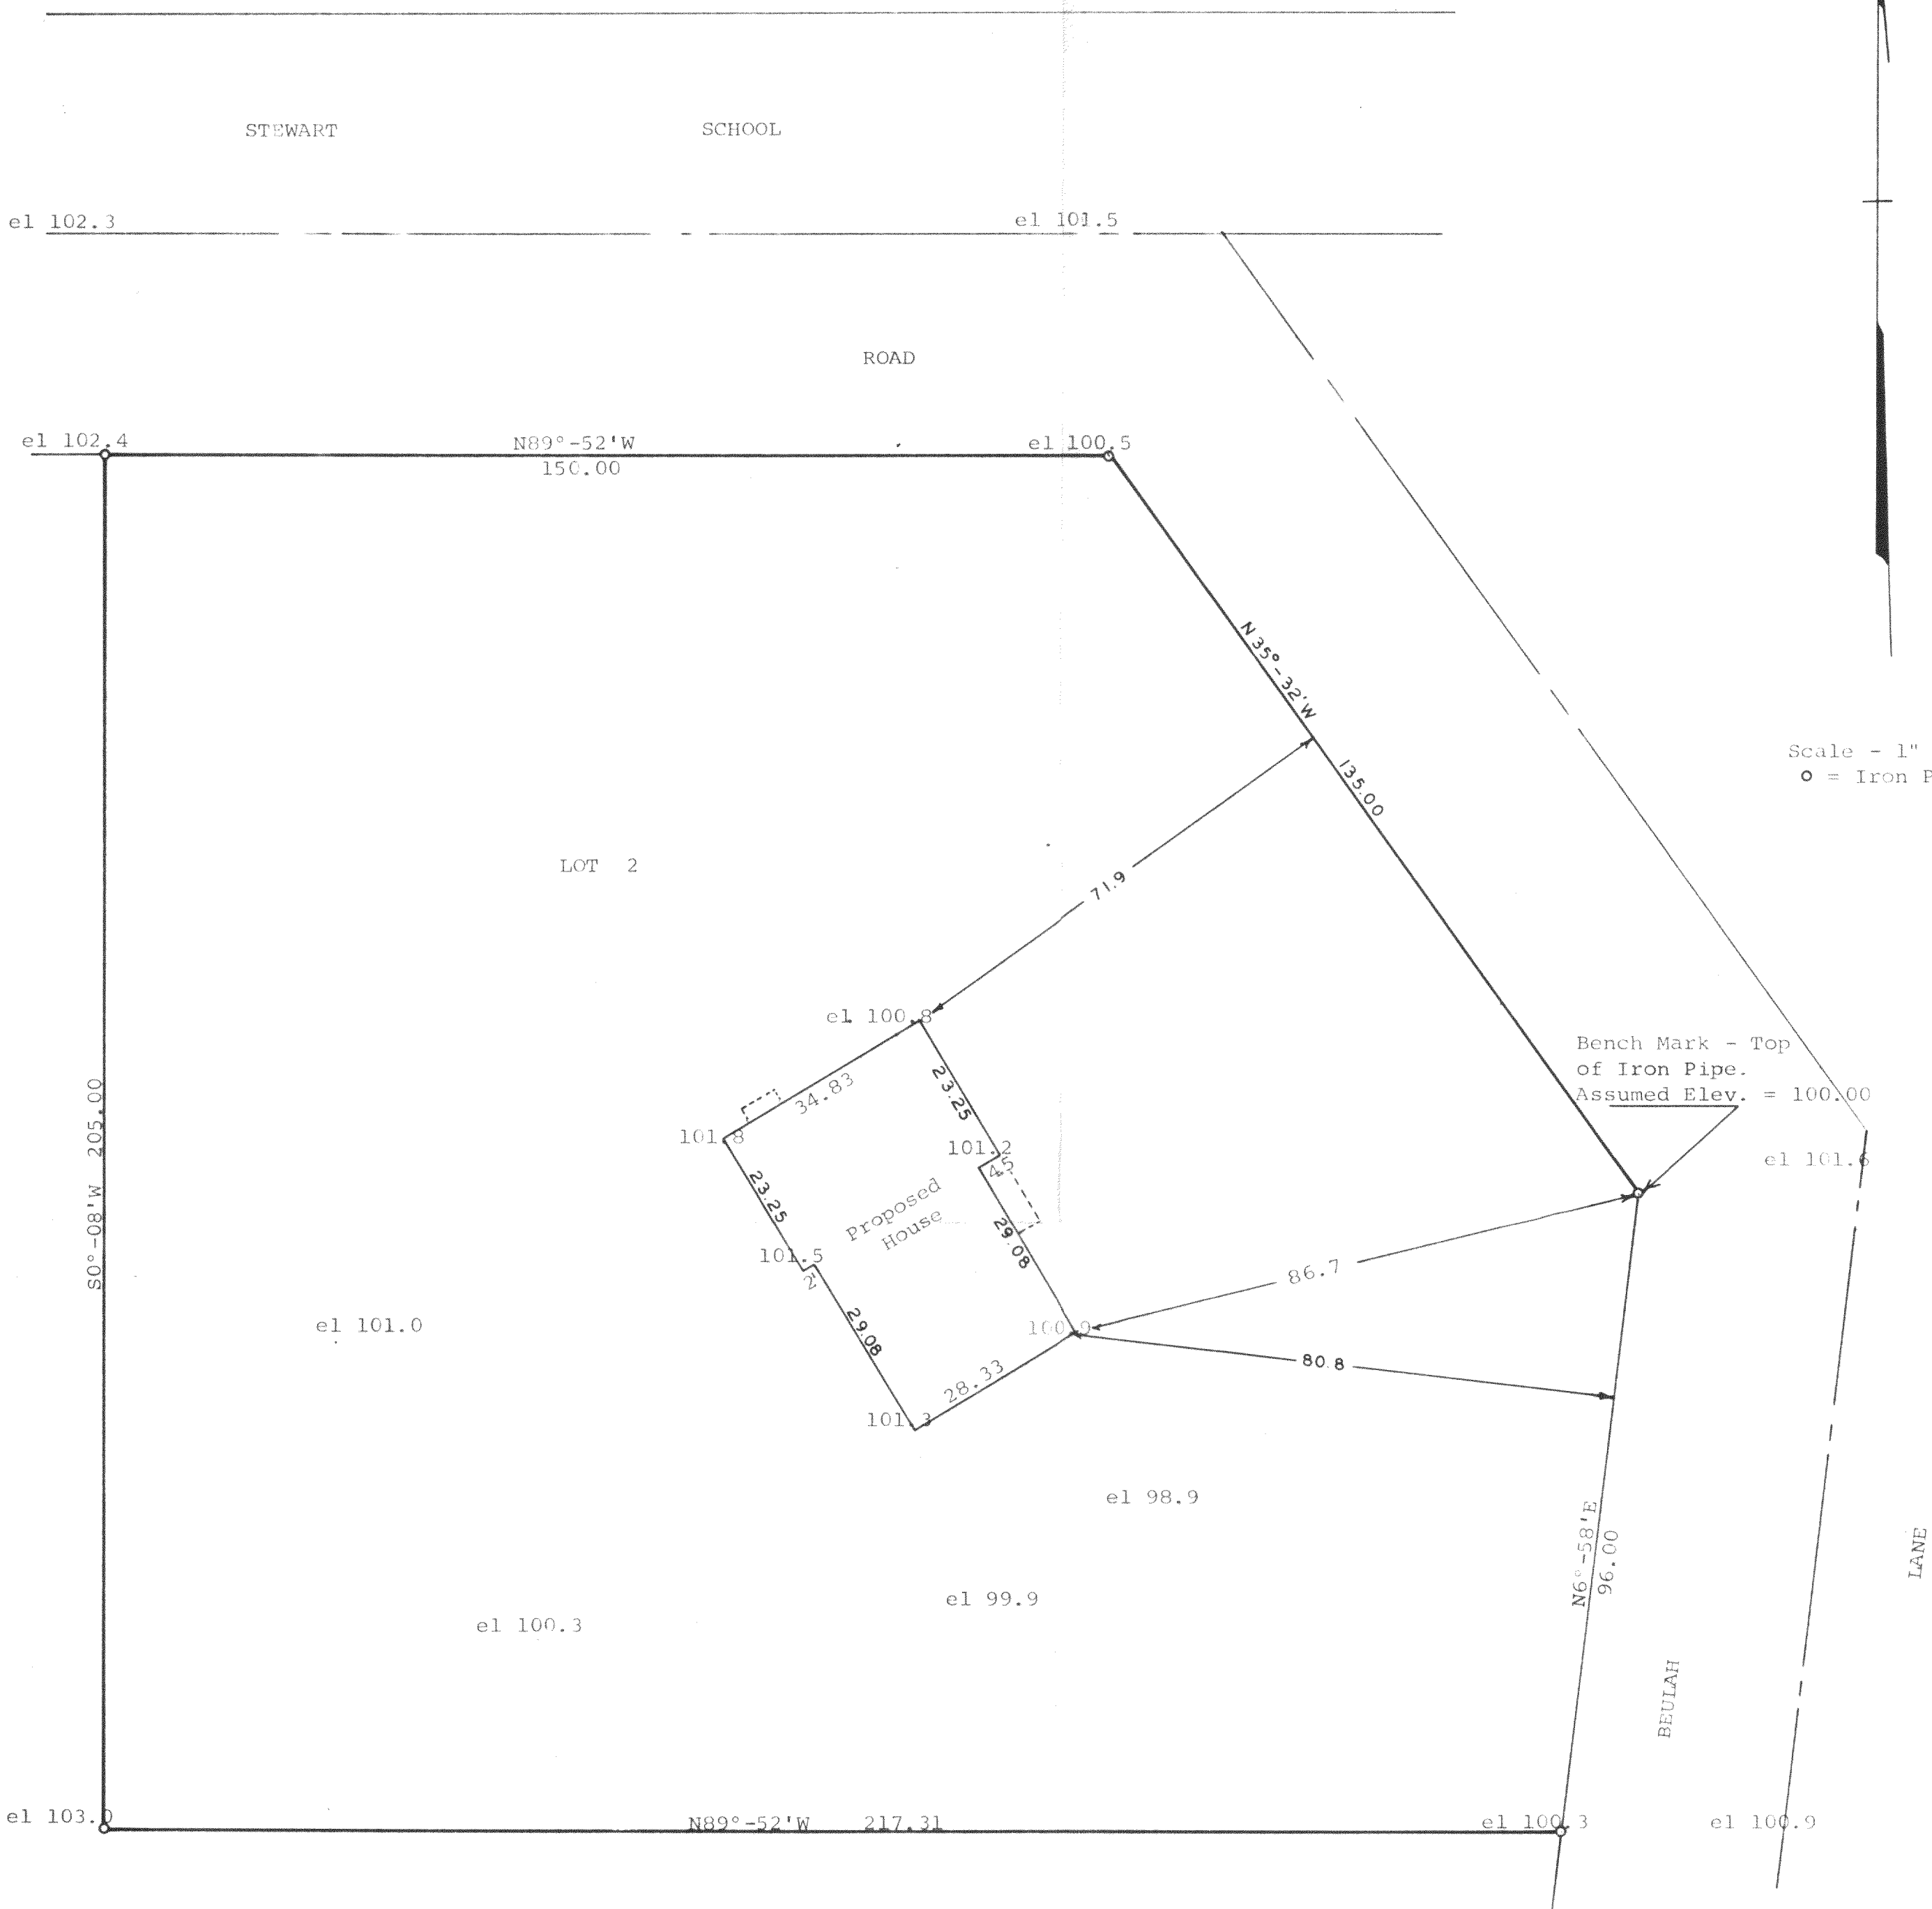 STEWART SCHOOL
el 102.3
el 101.5
ROAD
el 102.4
N89°-52'W
150.00
el 100.5
N 35°-32'W
135.00
Scale - 1"
o = Iron
LOT 2
71.9
el 100.8
Bench Mark - Top
of Iron Pipe.
Assumed Elev. = 100.00
34.83
23.25
101.8
101.2
4.5
el 101.6
S0°-08'W 205.00
23.25
Proposed
House
29.08
101.5
2'
86.7
el 101.0
29.08
100.9
80.8
28.33
101.3
el 98.9
N6°-58'E
96.00
LANE
el 99.9
el 100.3
BEULAH
el 103.0
N89°-52'W 217.31
el 100.3
el 100.9